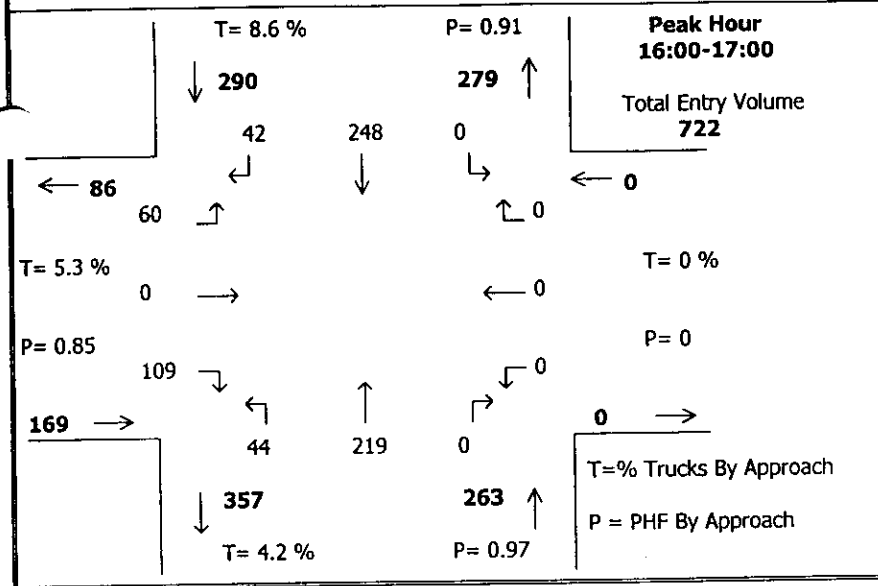 T= 8.6 %
P= 0.91
Peak Hour
16:00-17:00
290
279
Total Entry Volume
722
42
248
0
86
0
60
0
T= 5.3 %
T= 0 %
0
0
P= 0.85
P= 0
109
0
169
0
44
219
0
T=% Trucks By Approach
357
263
P = PHF By Approach
T= 4.2 %
P= 0.97